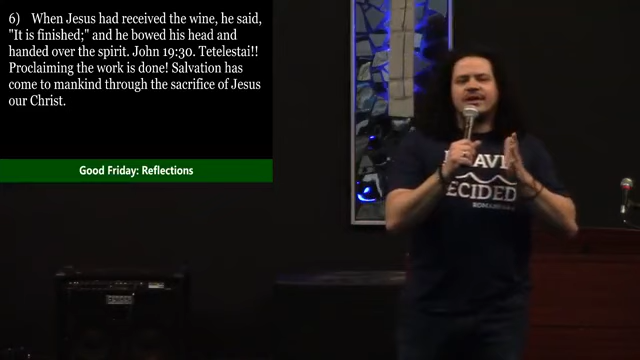 6) When Jesus had received the wine, he said,
"It is finished;" and he bowed his head and
handed over the spirit. John 19:30. Tetelestai!!
Proclaiming the work is done! Salvation has
come to mankind through the sacrifice of Jesus
our Christ.
Good Friday: Reflections
ECIDED